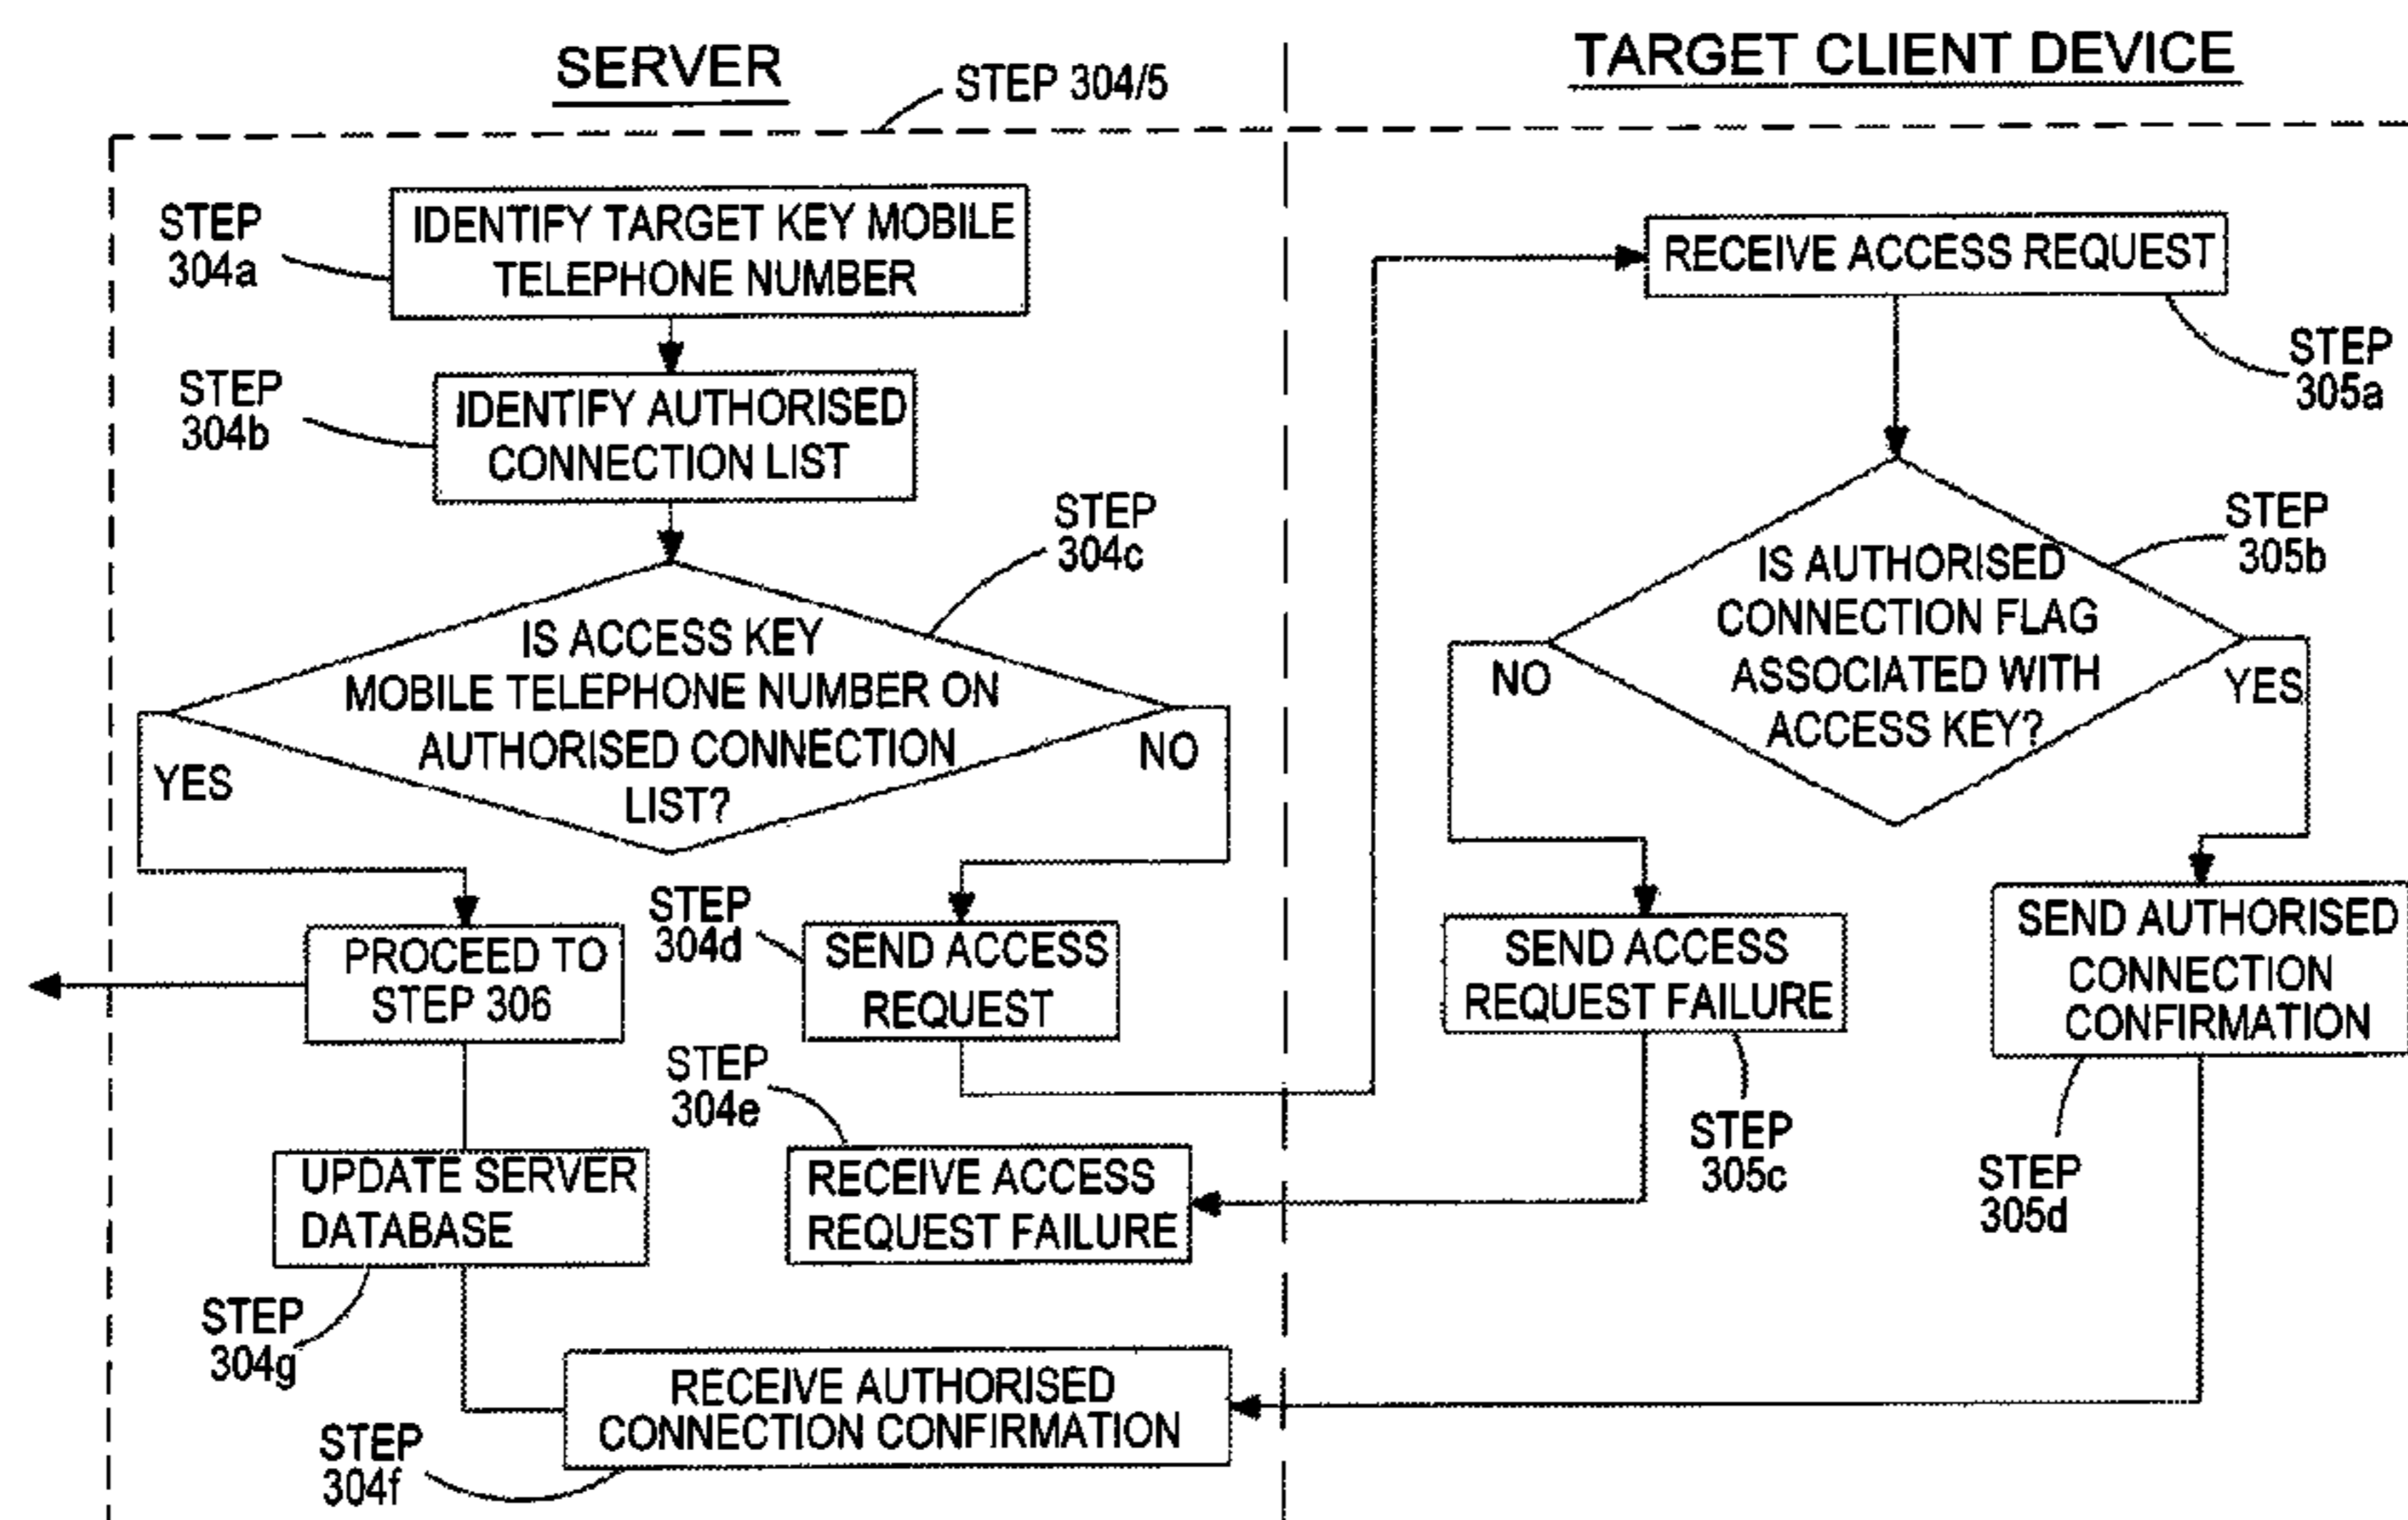 SERVER
STEP 304/5
TARGET CLIENT DEVICE
STEP
304a
IDENTIFY TARGET KEY MOBILE
TELEPHONE NUMBER
STEP
304b
IDENTIFY AUTHORISED
CONNECTION LIST
STEP
304c
IS ACCESS KEY
MOBILE TELEPHONE NUMBER ON
AUTHORISED CONNECTION
LIST?
YES
NO
PROCEED TO
STEP 306
STEP
304d
SEND ACCESS
REQUEST
STEP
304e
RECEIVE ACCESS
REQUEST FAILURE
UPDATE SERVER
DATABASE
STEP
304g
RECEIVE AUTHORISED
CONNECTION CONFIRMATION
STEP
304f
RECEIVE ACCESS REQUEST
STEP
305a
IS AUTHORISED
CONNECTION FLAG
ASSOCIATED WITH
ACCESS KEY?
STEP
305b
NO
YES
SEND ACCESS
REQUEST FAILURE
STEP
305c
SEND AUTHORISED
CONNECTION
CONFIRMATION
STEP
305d